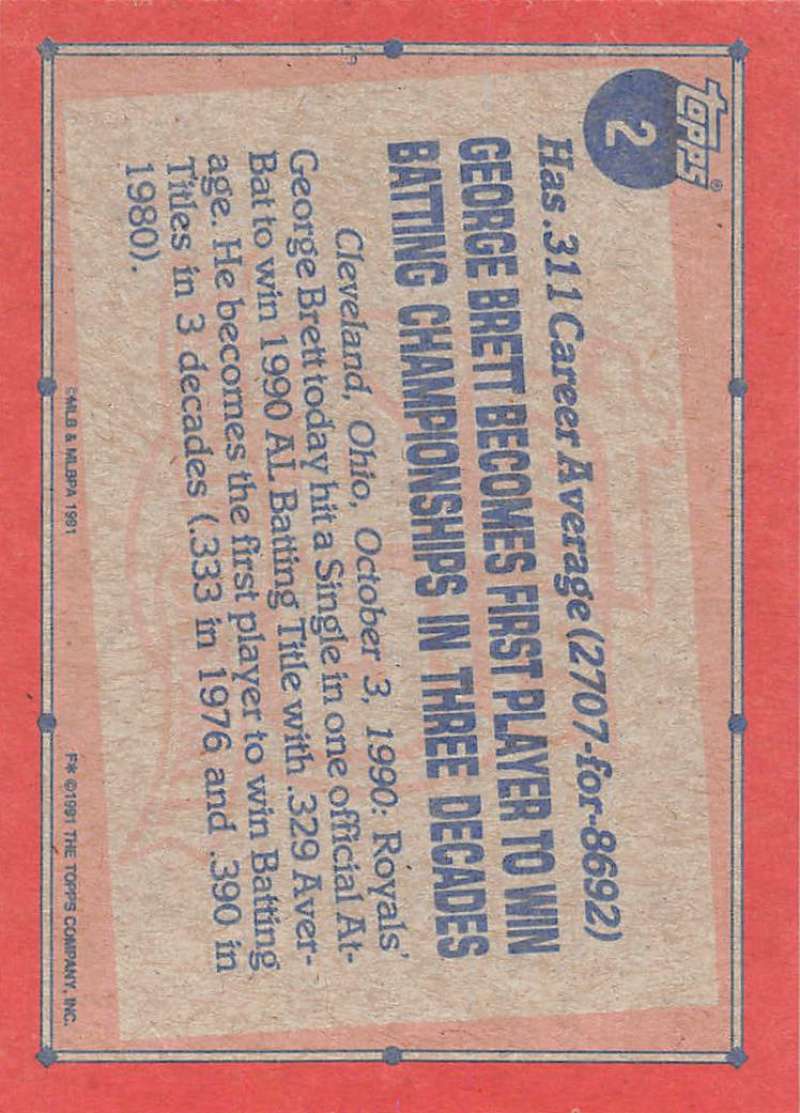 topps®
2
Has .311 Career Average (2707-for-8692)
GEORGE BRETT BECOMES FIRST PLAYER TO WIN
BATTING CHAMPIONSHIPS IN THREE DECADES
Cleveland, Ohio, October 3, 1990: Royals'
George Brett today hit a Single in one official At-
Bat to win 1990 AL Batting Title with .329 Aver-
age. He becomes the first player to win Batting
Titles in 3 decades (.333 in 1976 and .390 in
1980).
©MLB & MLBPA 1991
F* ©1991 THE TOPPS COMPANY, INC.